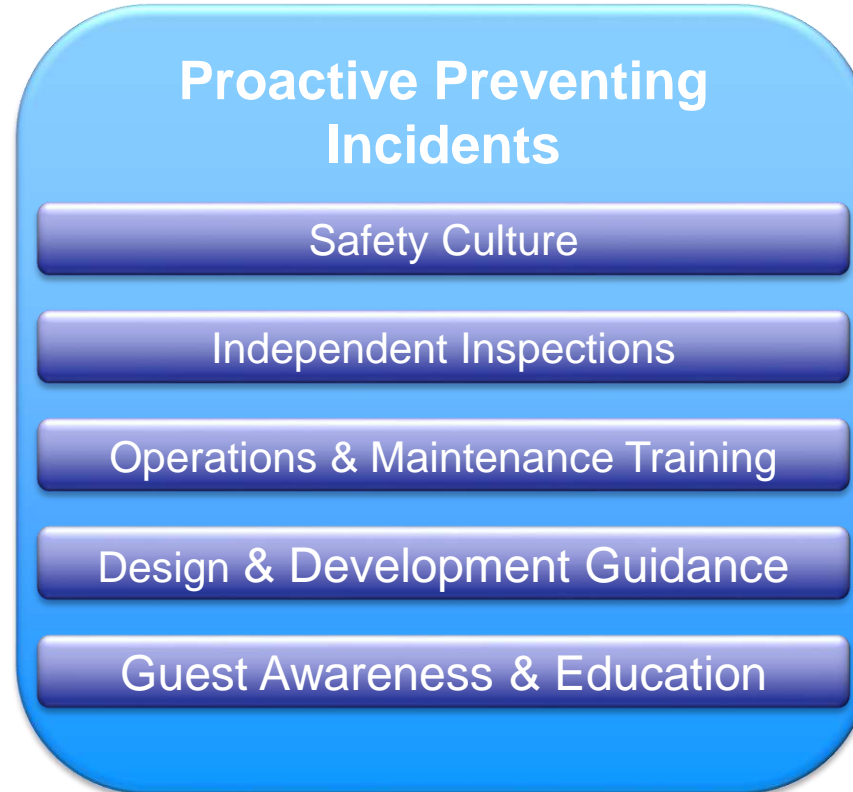 Proactive Preventing
Incidents
Safety Culture
Independent Inspections
Operations & Maintenance Training
Design & Development Guidance
Guest Awareness & Education